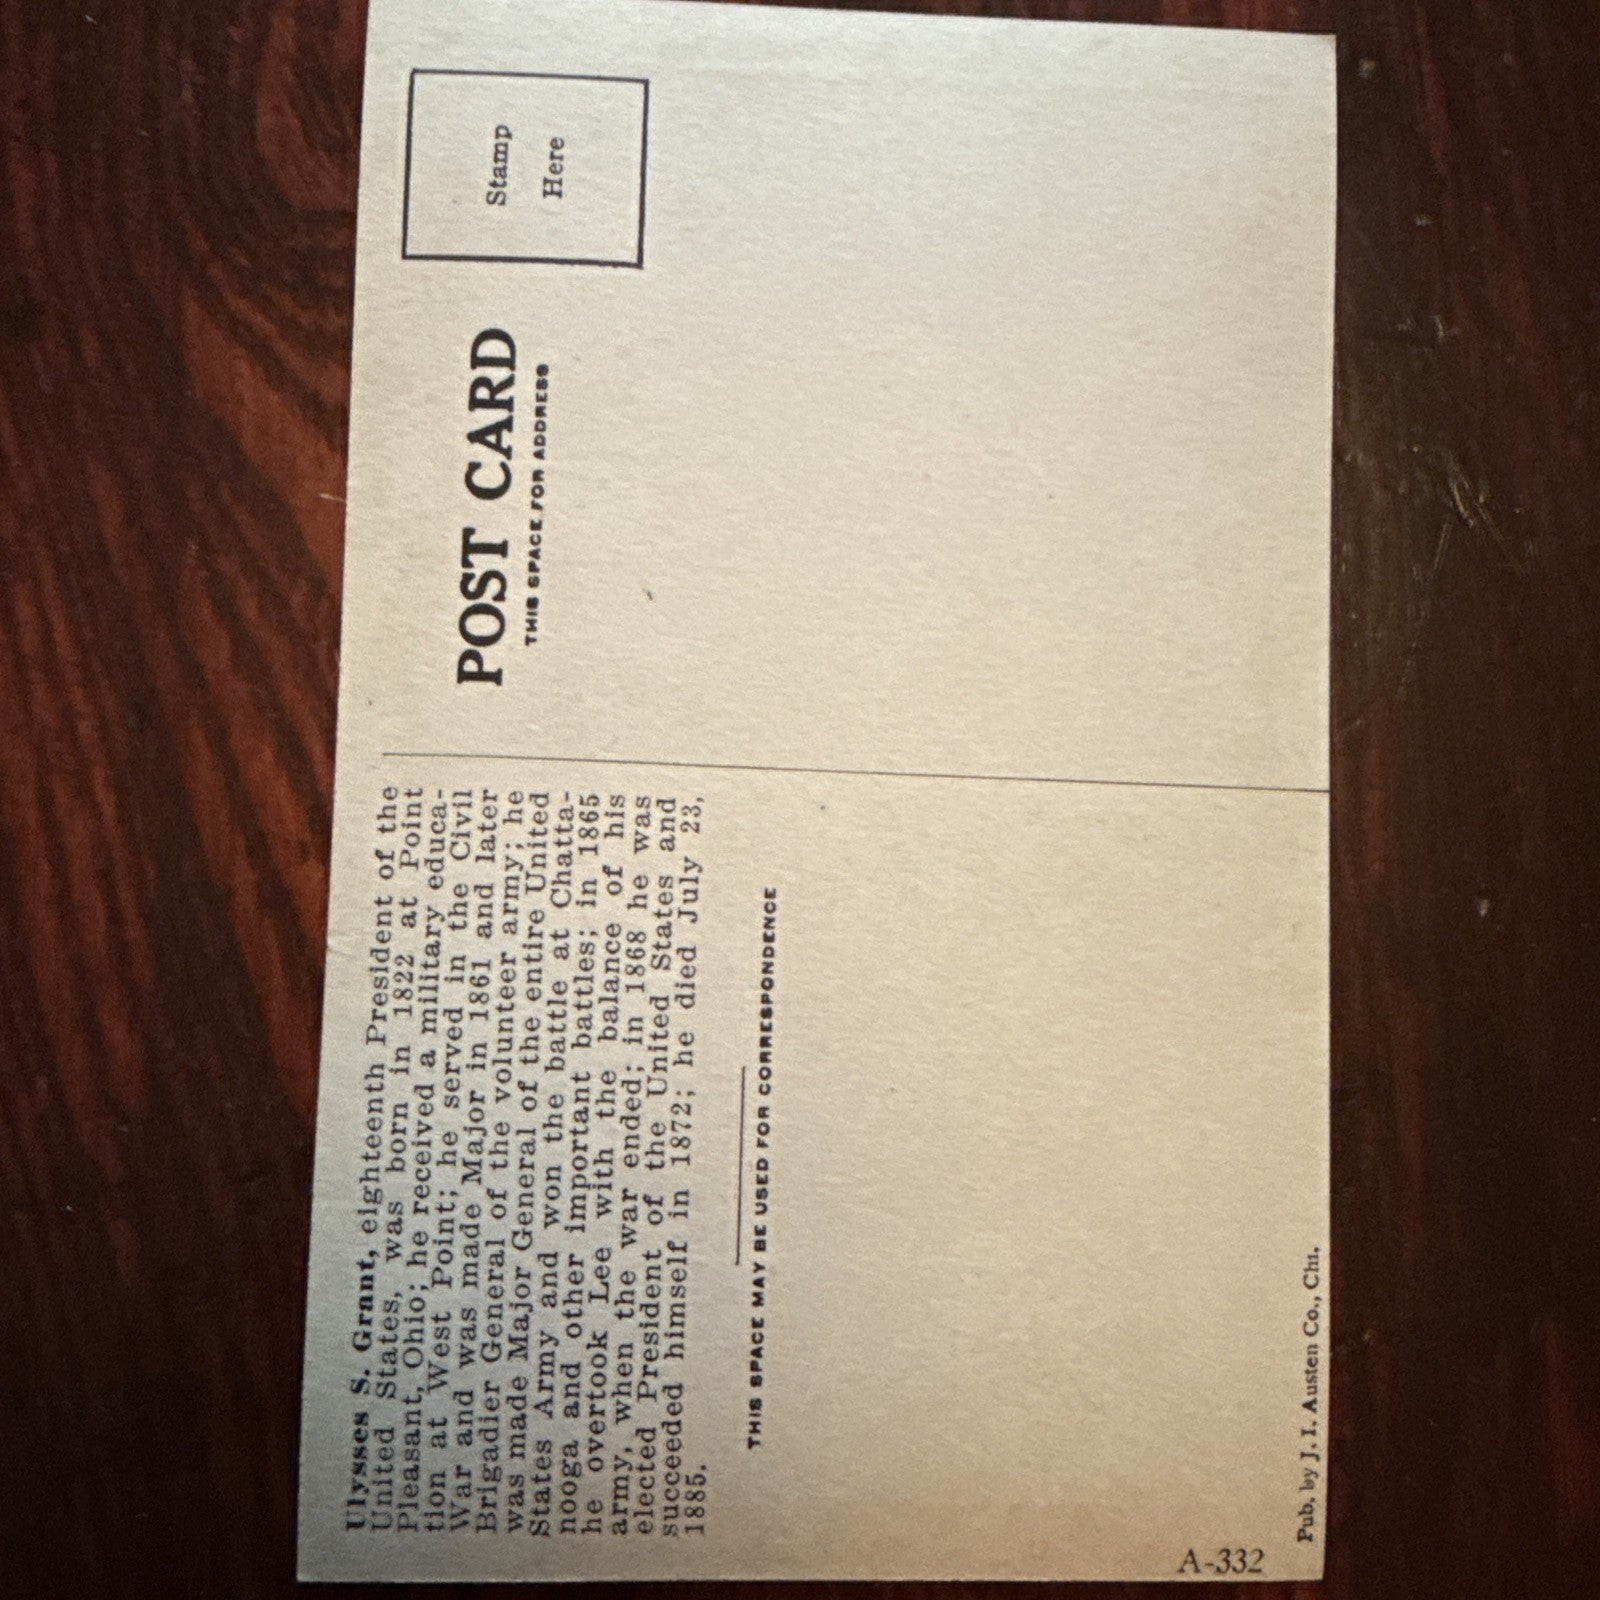 Ulysses S. Grant, eighteenth President of the
United States, was born in 1822 at Point
Pleasant, Ohio; he received a military educa-
tion at West Point; he served in the Civil
War and was made Major in 1861 and later
Brigadier General of the volunteer army; he
was made Major General of the entire United
States Army and won the battle at Chatta-
nooga and other important battles; in 1865
he overtook Lee with the balance of his
army, when the war ended; in 1868 he was
elected President of the United States and
succeeded himself in 1872; he died July 23,
1885.
THIS SPACE MAY BE USED FOR CORRESPONDENCE
A-332
Pub. by J. I. Austen Co., Chi.
POST CARD
THIS SPACE FOR ADDRESS
Stamp
Here